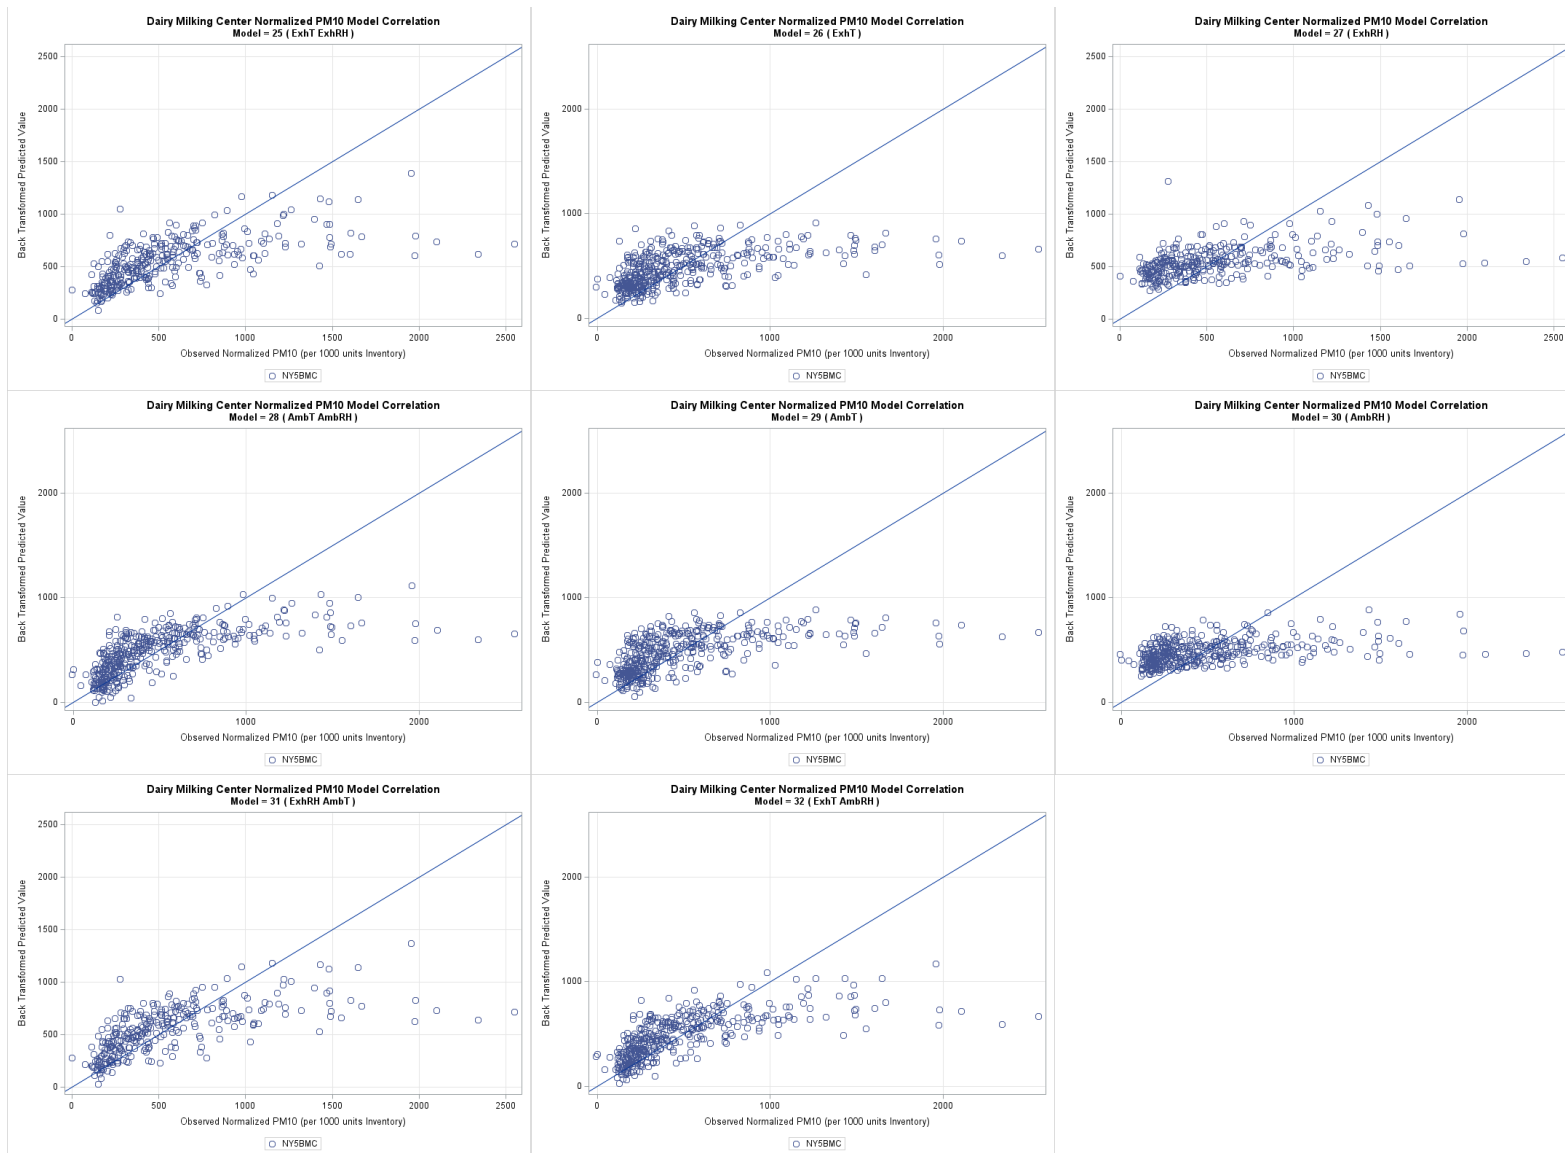 Dairy Milking Center Normalized PM10 Model Correlation
Model = 25 ( ExhT ExhRH )
2500
2000
1500
1000
500
0
Back Transformed Predicted Value
0 500 1000 1500 2000 2500
Observed Normalized PM10 (per 1000 units Inventory)
NY5BMC
Dairy Milking Center Normalized PM10 Model Correlation
Model = 26 ( ExhT )
2000
1000
0
Back Transformed Predicted Value
0 1000 2000
Observed Normalized PM10 (per 1000 units Inventory)
NY5BMC
Dairy Milking Center Normalized PM10 Model Correlation
Model = 27 ( ExhRH )
2500
2000
1500
1000
500
0
Back Transformed Predicted Value
0 500 1000 1500 2000 2500
Observed Normalized PM10 (per 1000 units Inventory)
NY5BMC
Dairy Milking Center Normalized PM10 Model Correlation
Model = 28 ( AmbT AmbRH )
2000
1000
0
Back Transformed Predicted Value
0 1000 2000
Observed Normalized PM10 (per 1000 units Inventory)
NY5BMC
Dairy Milking Center Normalized PM10 Model Correlation
Model = 29 ( AmbT )
2000
1000
0
Back Transformed Predicted Value
0 1000 2000
Observed Normalized PM10 (per 1000 units Inventory)
NY5BMC
Dairy Milking Center Normalized PM10 Model Correlation
Model = 30 ( AmbRH )
2000
1000
0
Back Transformed Predicted Value
0 1000 2000
Observed Normalized PM10 (per 1000 units Inventory)
NY5BMC
Dairy Milking Center Normalized PM10 Model Correlation
Model = 31 ( ExhRH AmbT )
2500
2000
1500
1000
500
0
Back Transformed Predicted Value
0 500 1000 1500 2000 2500
Observed Normalized PM10 (per 1000 units Inventory)
NY5BMC
Dairy Milking Center Normalized PM10 Model Correlation
Model = 32 ( ExhT AmbRH )
2000
1000
0
Back Transformed Predicted Value
0 1000 2000
Observed Normalized PM10 (per 1000 units Inventory)
NY5BMC